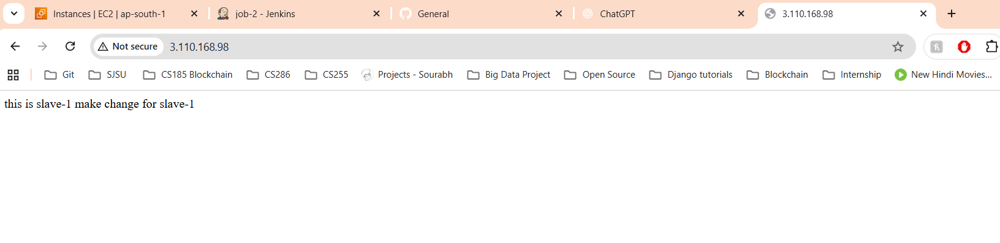 Instances | EC2 | ap-south-1 job-2 - Jenkins General ChatGPT 3.110.168.98
Not secure 3.110.168.98
Git SJSU CS185 Blockchain CS286 CS255 Projects - Sourabh Big Data Project Open Source Django tutorials Blockchain Internship New Hindi Movies...
this is slave-1 make change for slave-1